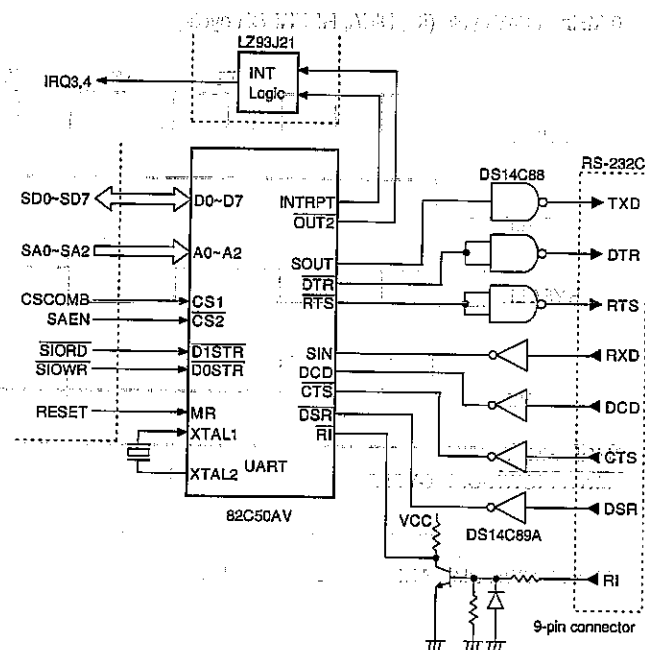 LZ93J21
INT
Logic
IRQ3,4
RS-232C
DS14C88
SD0~SD7
D0~D7
INTRPT
OUT2
TXD
SA0~SA2
A0~A2
SOUT
DTR
DTR
CSCOMB
CS1
RTS
RTS
SAEN
CS2
SIORD
D1STR
SIN
RXD
SIOWR
D0STR
DCD
DCD
CTS
RESET
MR
DSR
CTS
XTAL1
RI
XTAL2
UART
DSR
82C50AV
VCC
DS14C89A
RI
9-pin connector